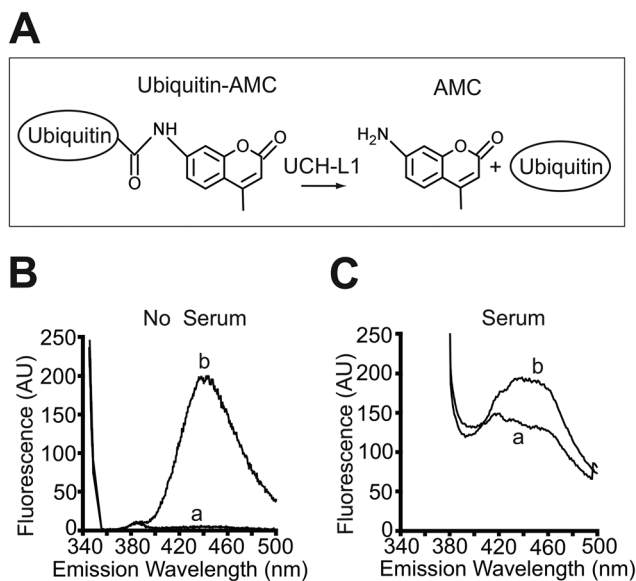 A
Ubiquitin-AMC
AMC
Ubiquitin
NH
O
O
O
UCH-L1
H2N
O
O
+
Ubiquitin
B
No Serum
250
200
150
100
50
0
Fluorescence (AU)
b
a
340 380 420 460 500
Emission Wavelength (nm)
C
Serum
250
200
150
100
50
0
Fluorescence (AU)
b
a
340 380 420 460 500
Emission Wavelength (nm)